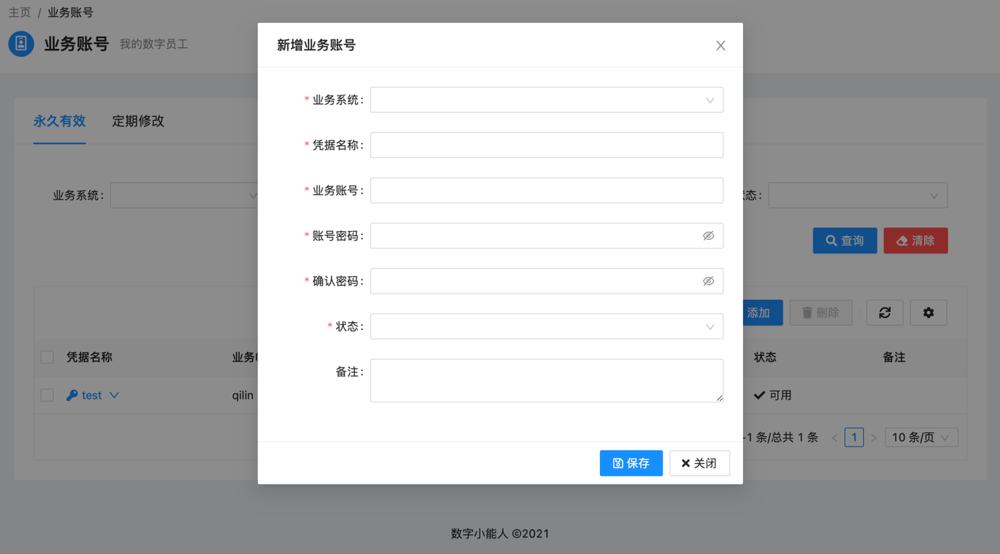 主页 / 业务账号
业务账号 我的数字员工
新增业务账号
* 业务系统:
* 凭据名称:
* 业务账号:
* 账号密码:
* 确认密码:
* 状态:
备注:
保存 关闭
永久有效 定期修改
业务系统: 态:
查询 清除
添加 删除
凭据名称 业务 状态 备注
test qilin 可用
1 条/总共 1 条 1 10 条/页
数字小能人 ©2021